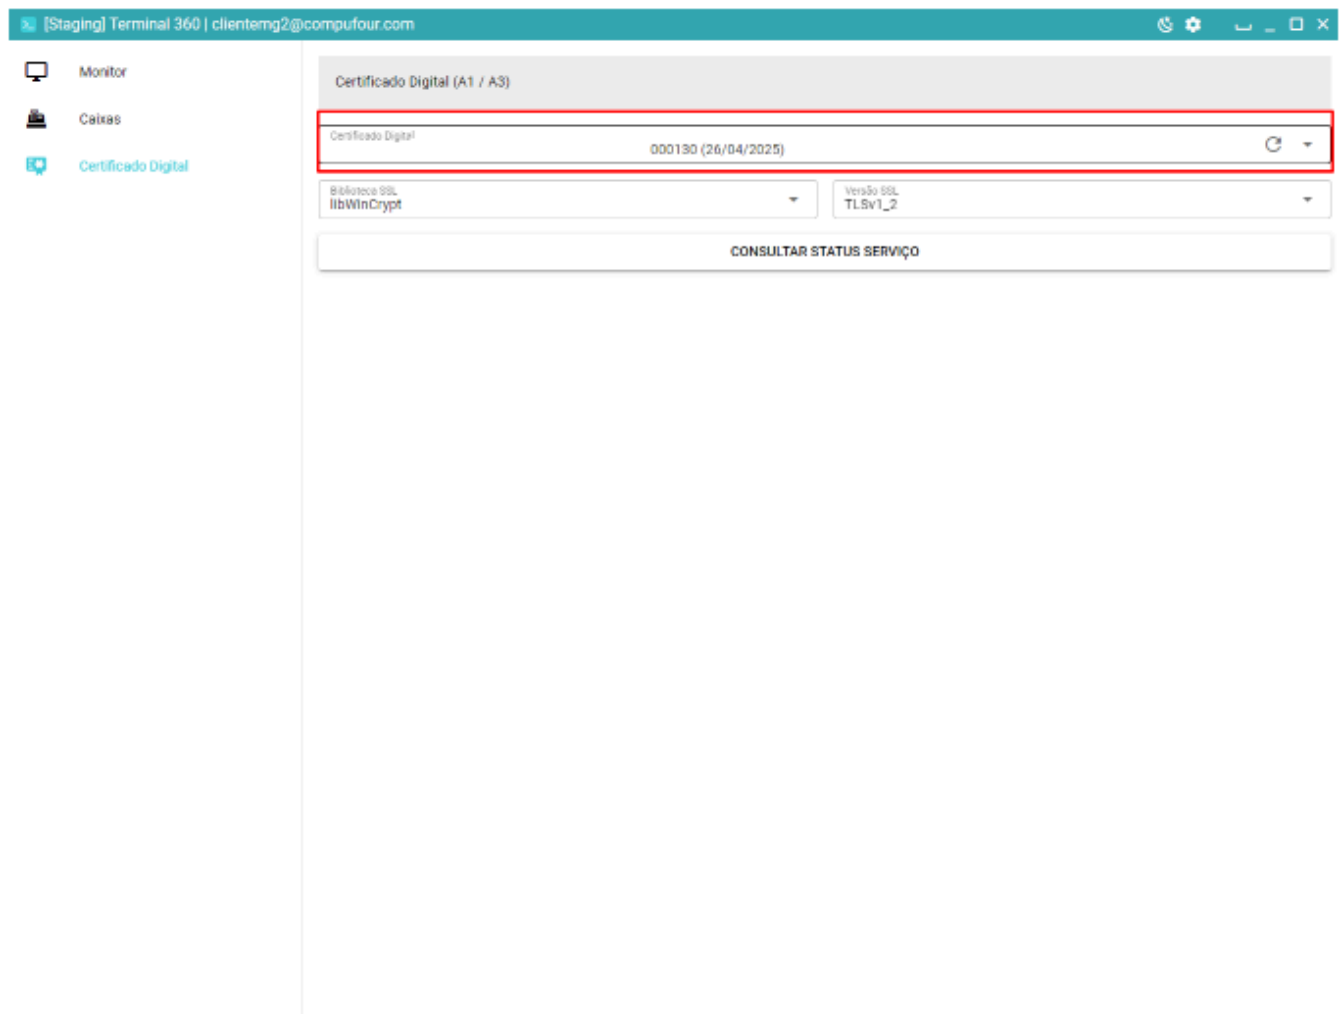 [Staging] Terminal 360 | clientemg2@compufour.com
Monitor
Caixas
Certificado Digital
Certificado Digital (A1 / A3)
Certificado Digital
000130 (26/04/2025)
Biblioteca SSL
libWinCrypt
Versão SSL
TLSv1_2
CONSULTAR STATUS SERVIÇO